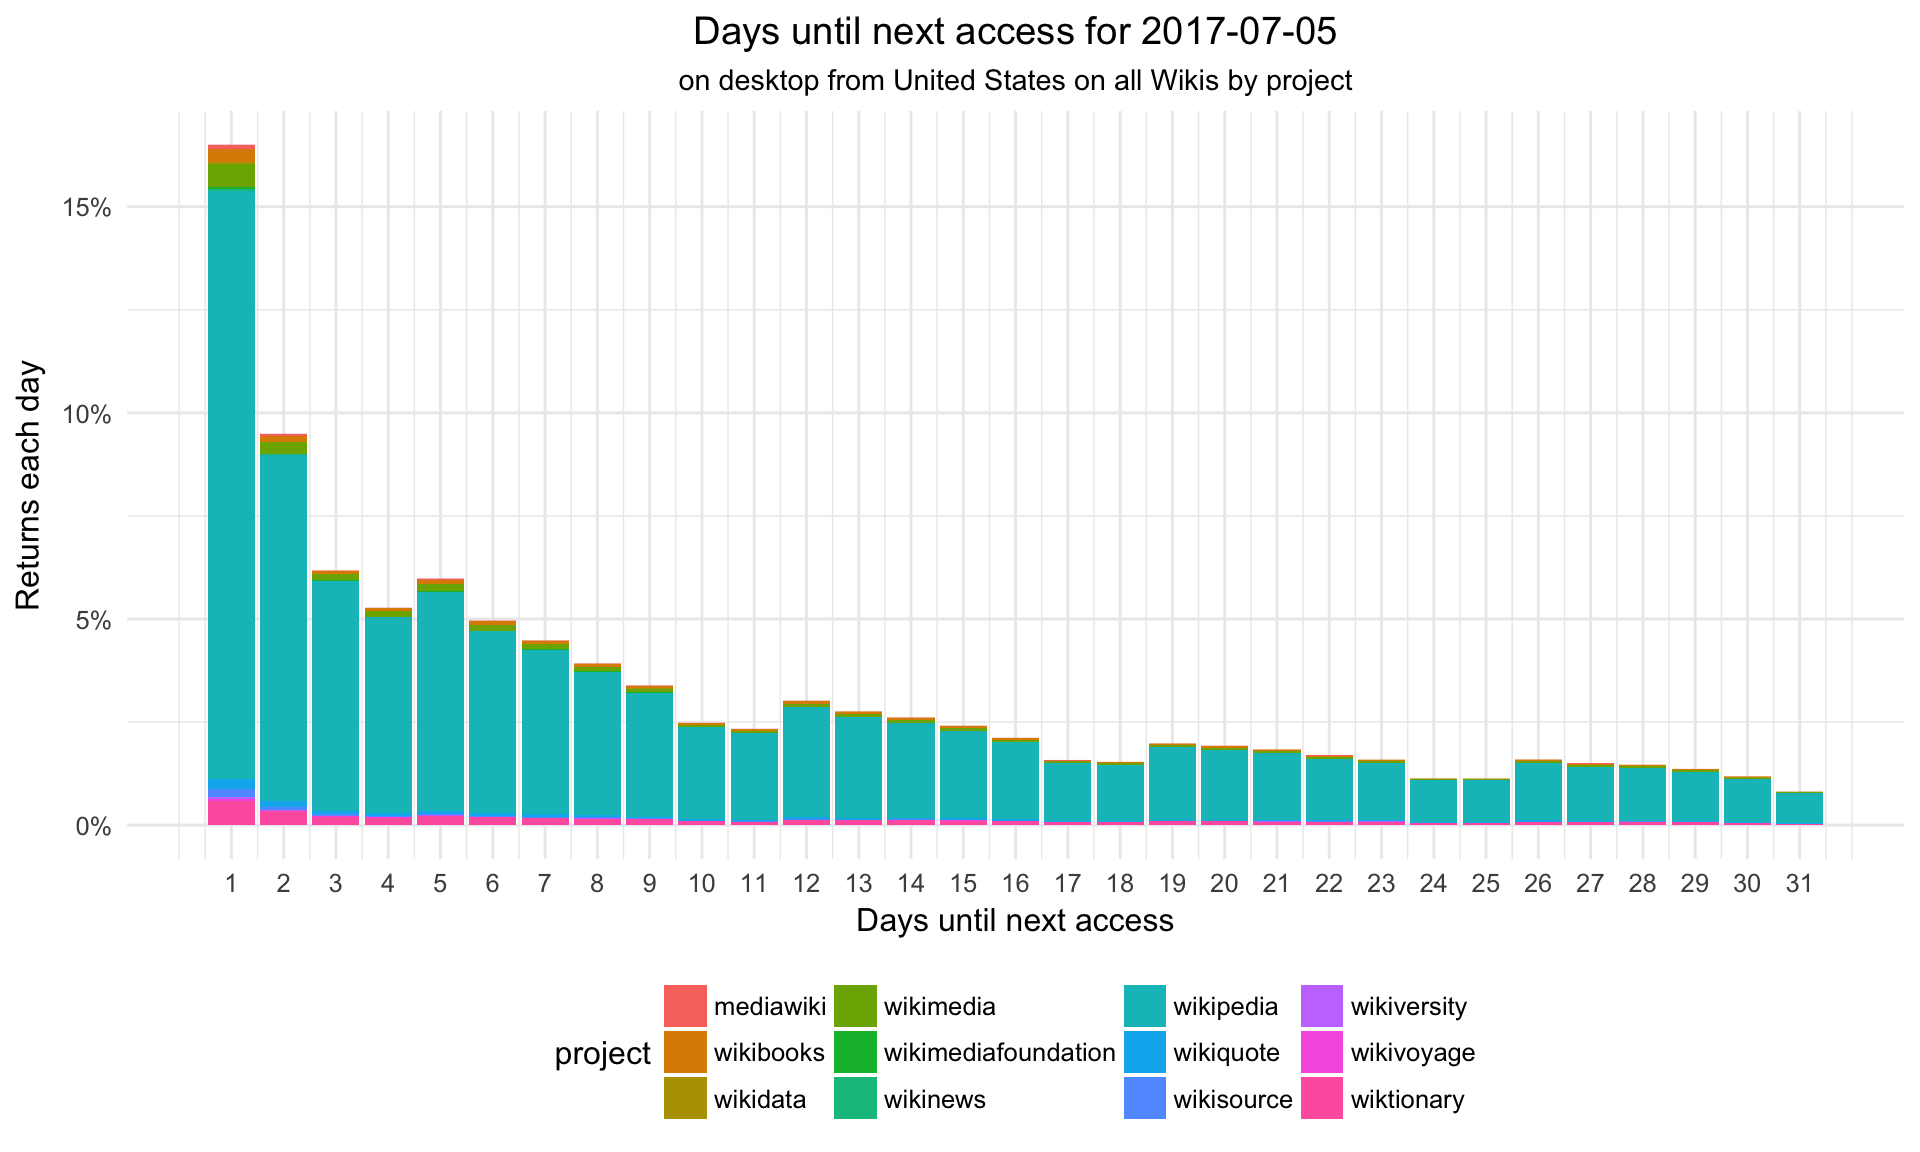 Days until next access for 2017-07-05
on desktop from United States on all Wikis by project
Returns each day
15%
10%
5%
0%
1 2 3 4 5 6 7 8 9 10 11 12 13 14 15 16 17 18 19 20 21 22 23 24 25 26 27 28 29 30 31
Days until next access
project
mediawiki wikimedia wikipedia wikiversity
wikibooks wikimediafoundation wikiquote wikivoyage
wikidata wikinews wikisource wiktionary